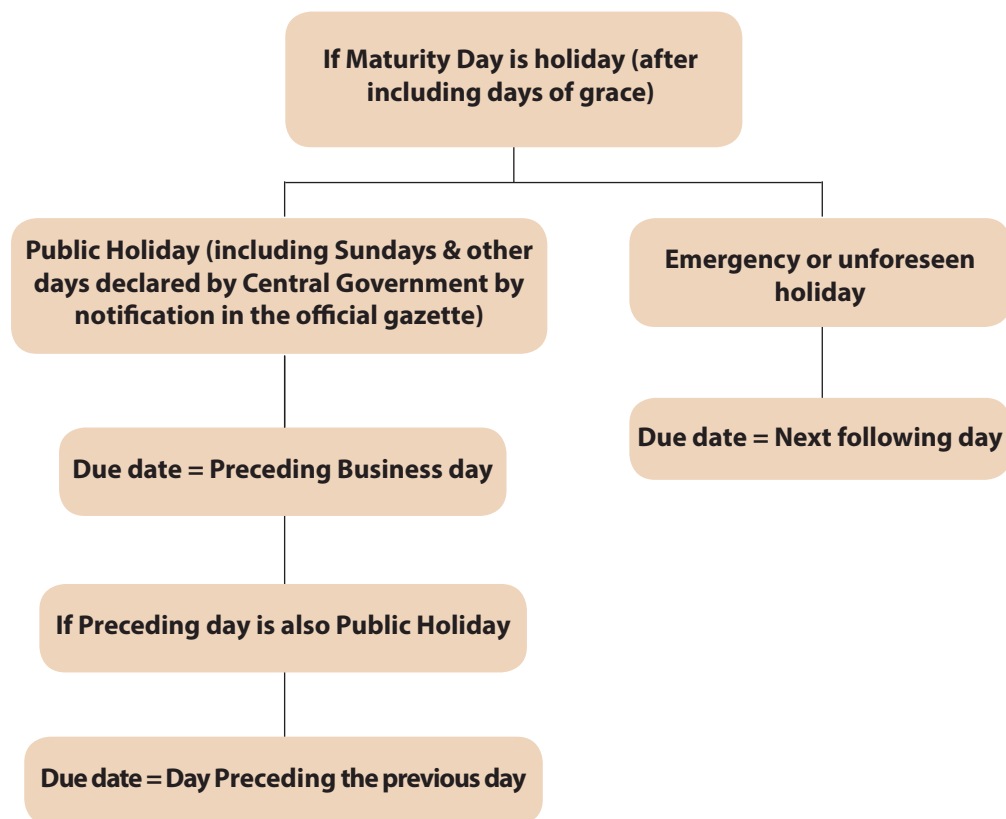 If Maturity Day is holiday (after
including days of grace)
Public Holiday (including Sundays & other
days declared by Central Government by
notification in the official gazette)
Emergency or unforeseen
holiday
Due date = Preceding Business day
Due date = Next following day
If Preceding day is also Public Holiday
Due date = Day Preceding the previous day